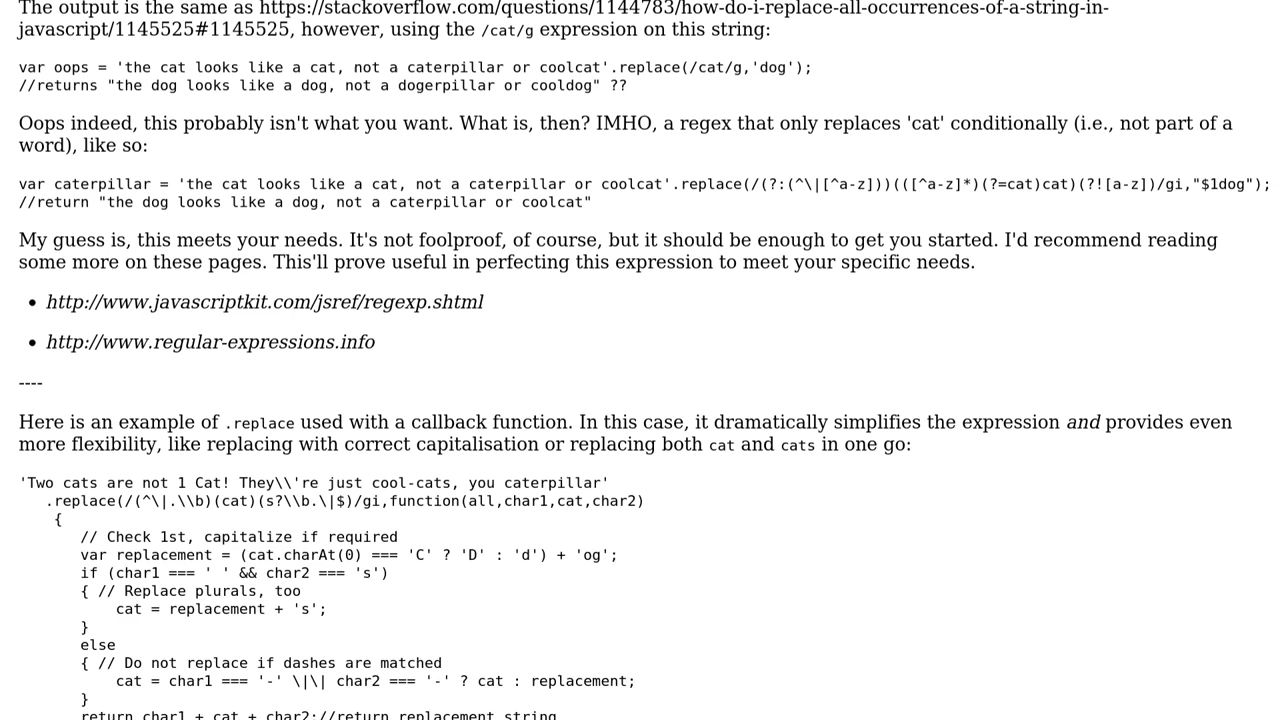 The output is the same as https://stackoverflow.com/questions/1144783/how-do-i-replace-all-occurrences-of-a-string-in-
javascript/1145525#1145525, however, using the /cat/g expression on this string:
var oops = 'the cat looks like a cat, not a caterpillar or coolcat'.replace(/cat/g,'dog');
//returns "the dog looks like a dog, not a dogerpillar or cooldog" ??
Oops indeed, this probably isn't what you want. What is, then? IMHO, a regex that only replaces 'cat' conditionally (i.e., not part of a
word), like so:
var caterpillar = 'the cat looks like a cat, not a caterpillar or coolcat'.replace(/(?:(^\|[^a-z]))(([^a-z]*)(?=cat)cat)(?![a-z])/gi,"$1dog");
//return "the dog looks like a dog, not a caterpillar or coolcat"
My guess is, this meets your needs. It's not foolproof, of course, but it should be enough to get you started. I'd recommend reading
some more on these pages. This'll prove useful in perfecting this expression to meet your specific needs.
• http://www.javascriptkit.com/jsref/regexp.shtml
• http://www.regular-expressions.info
----
Here is an example of .replace used with a callback function. In this case, it dramatically simplifies the expression and provides even
more flexibility, like replacing with correct capitalisation or replacing both cat and cats in one go:
'Two cats are not 1 Cat! They\\'re just cool-cats, you caterpillar'
   .replace(/(^\|.\\b)(cat)(s?\\b.\|$)/gi,function(all,char1,cat,char2)
    {
       // Check 1st, capitalize if required
       var replacement = (cat.charAt(0) === 'C' ? 'D' : 'd') + 'og';
       if (char1 === ' ' && char2 === 's')
       { // Replace plurals, too
           cat = replacement + 's';
       }
       else
       { // Do not replace if dashes are matched
           cat = char1 === '-' \|\| char2 === '-' ? cat : replacement;
       }
       return char1 + cat + char2;//return replacement string